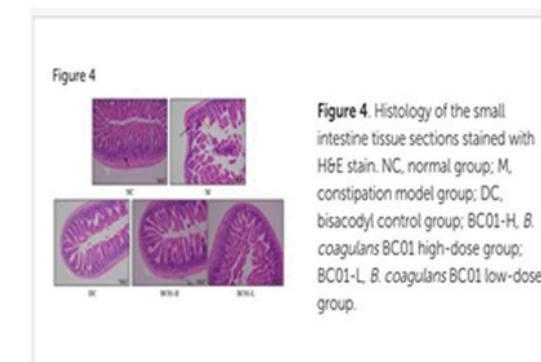 Figure 4
NC
M
DC
BC01-H
BC01-L
Figure 4. Histology of the small
intestine tissue sections stained with
H&E stain. NC, normal group; M,
constipation model group; DC,
bisacodyl control group; BC01-H, B.
coagulans BC01 high-dose group;
BC01-L, B. coagulans BC01 low-dose
group.